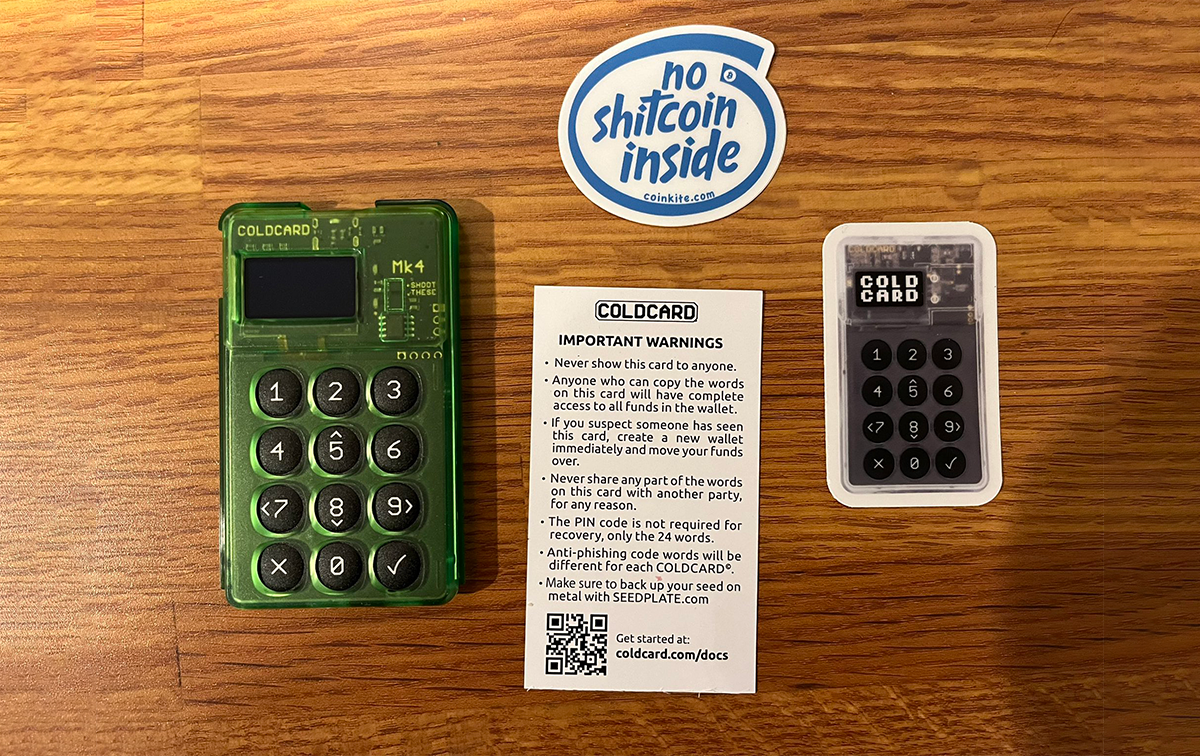 no
shitcoin
inside
coinkite.com
COLDCARD
Mk4
SHOOT
THESE
1 2 3
4 ^5 6
<7 8 9>
× 0 ✓
COLDCARD
IMPORTANT WARNINGS
• Never show this card to anyone.
• Anyone who can copy the words
on this card will have complete
access to all funds in the wallet.
• If you suspect someone has seen
this card, create a new wallet
immediately and move your funds
over.
• Never share any part of the words
on this card with another party,
for any reason.
• The PIN code is not required for
recovery, only the 24 words.
• Anti-phishing code words will be
different for each COLDCARD®.
• Make sure to back up your seed on
metal with SEEDPLATE.com
Get started at:
coldcard.com/docs
COLDCARD
COLD
CARD
1 2 3
4 ^5 6
<7 8 9>
× 0 ✓